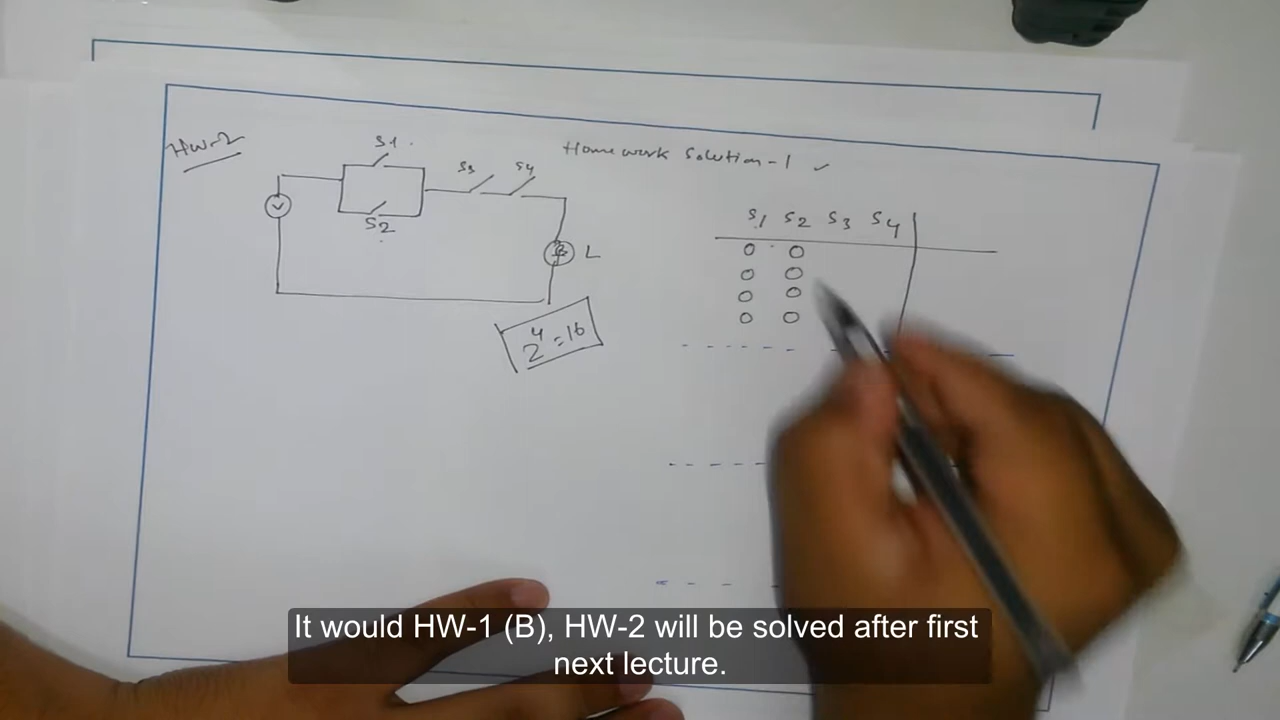 HW-2
Homework Solution-1 ✓
S1
S2
S3 S4
V
L
2^4 = 16
S1 S2 S3 S4
0 0
0 0
0 0
0 0
It would HW-1 (B), HW-2 will be solved after first
next lecture.